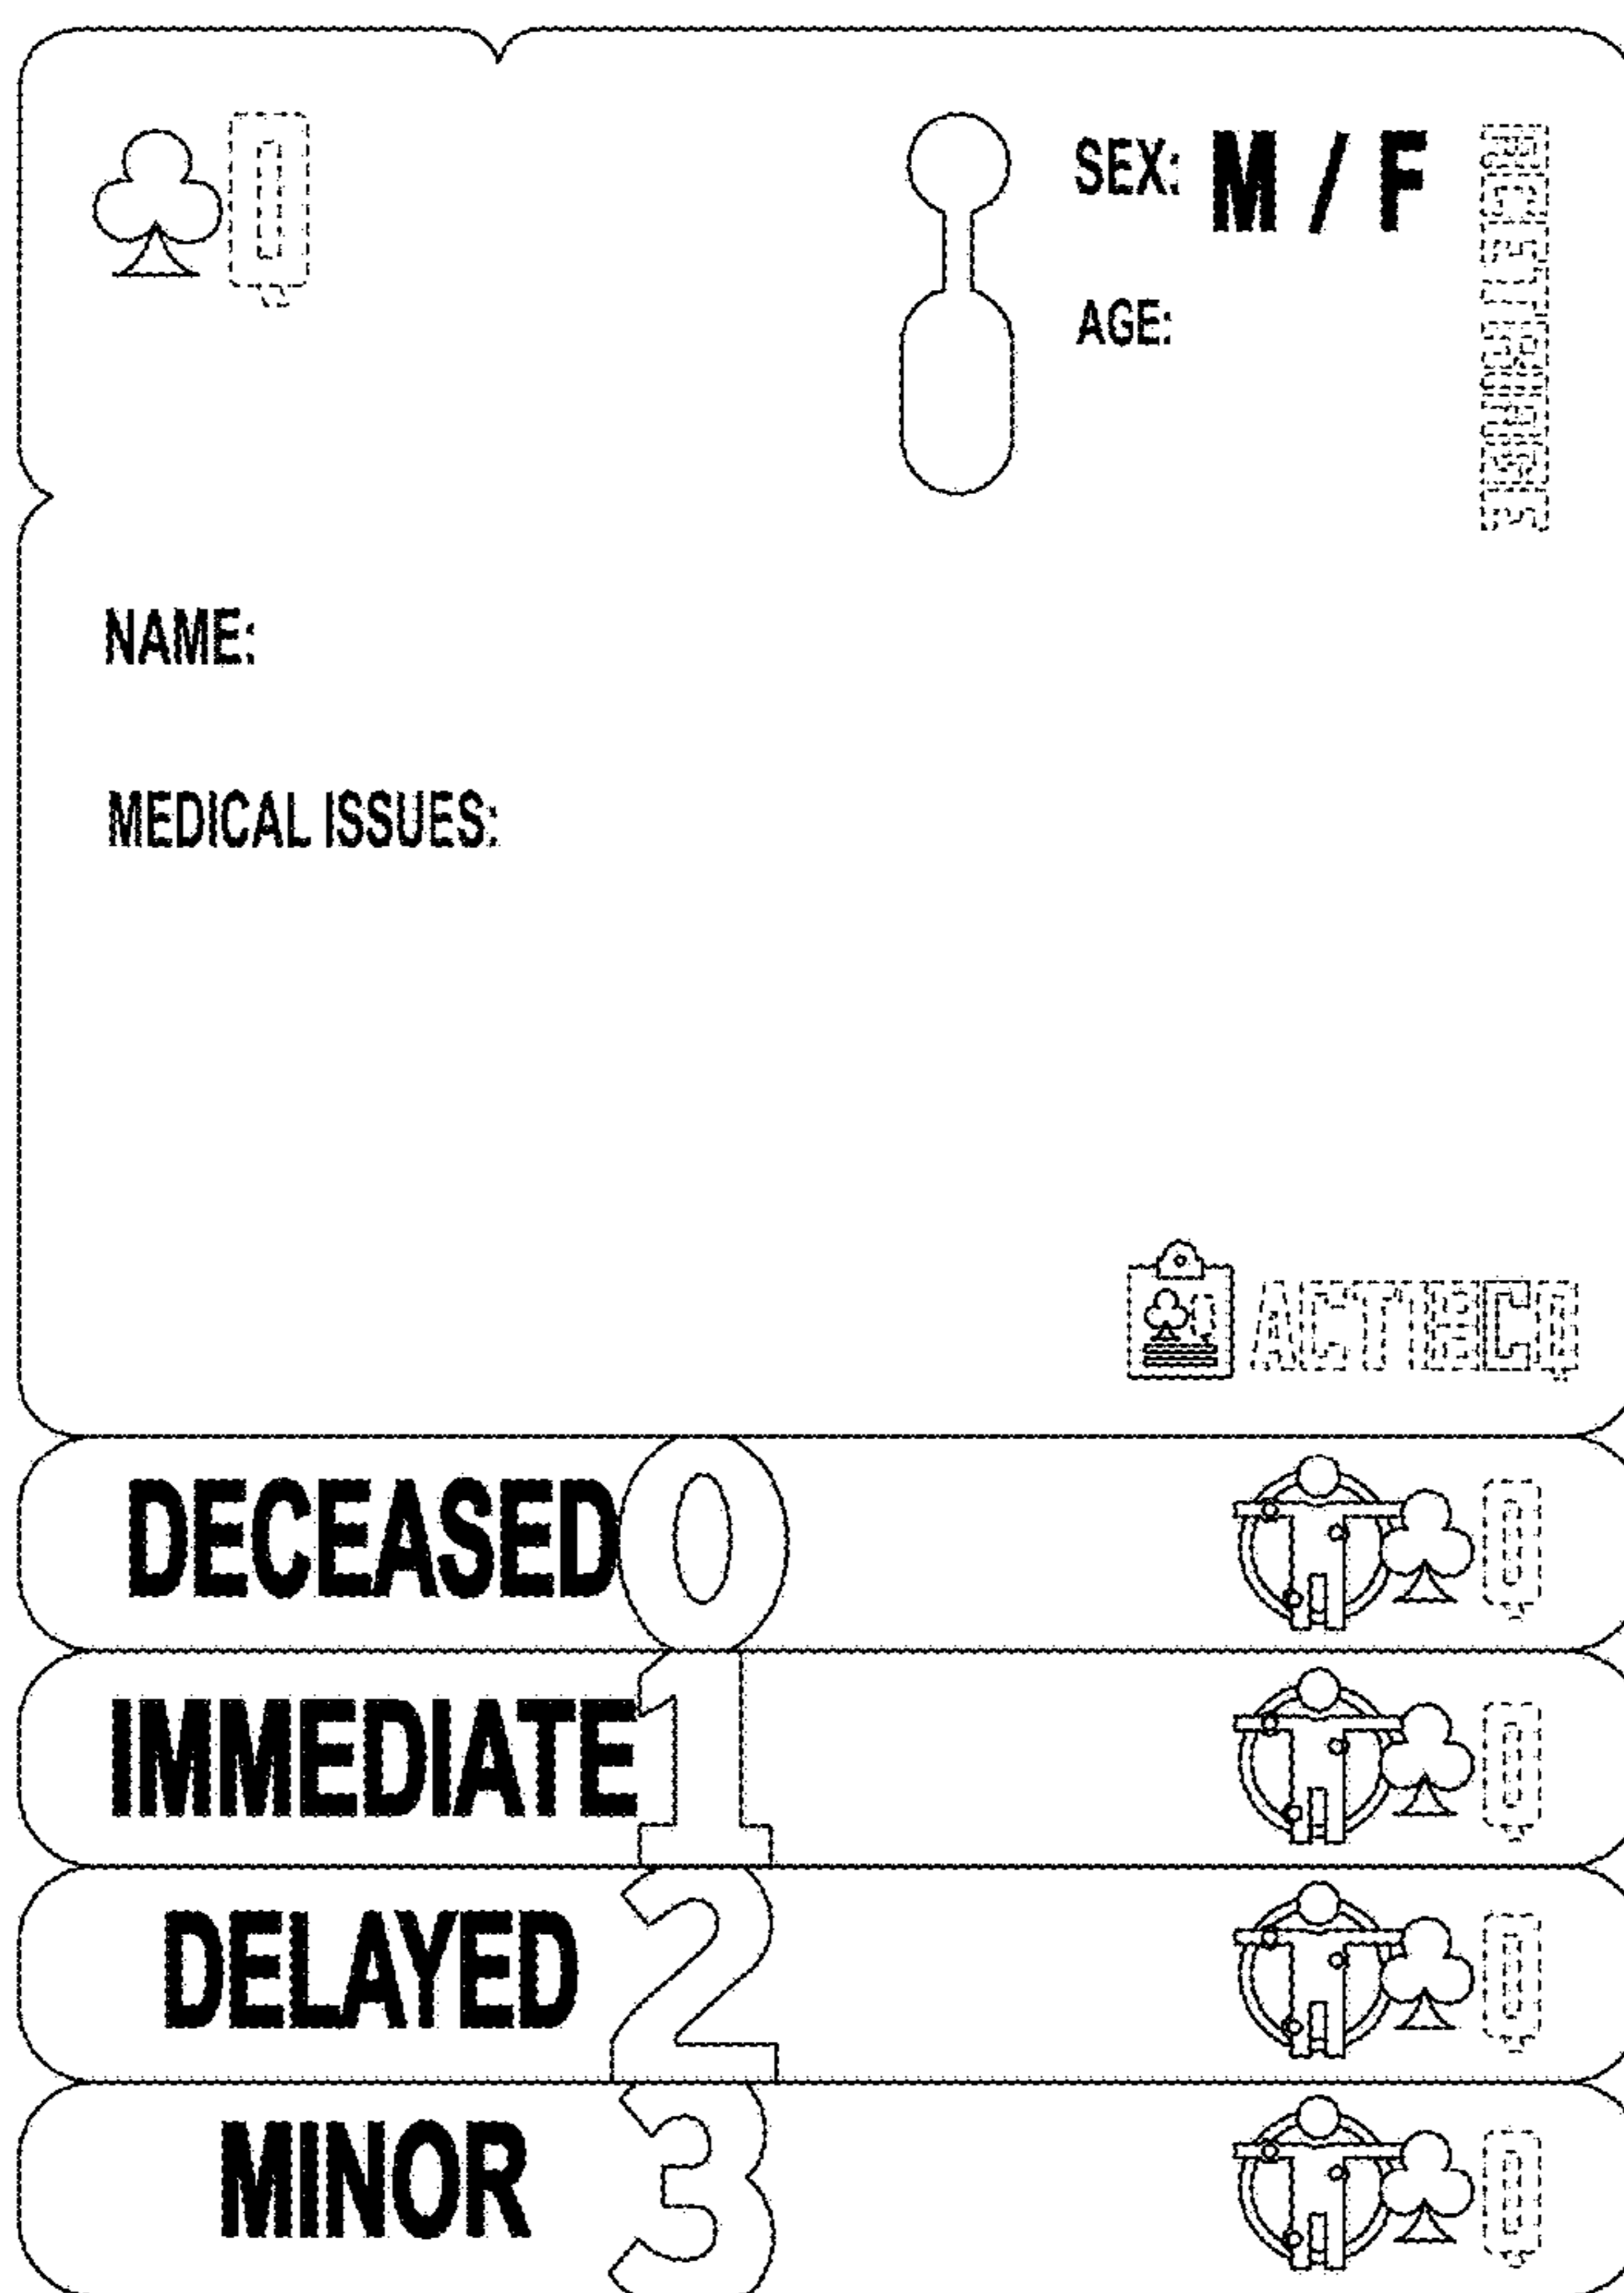 SEX: M / F
AGE:
NAME:
MEDICAL ISSUES:
DECEASED 0
IMMEDIATE 1
DELAYED 2
MINOR 3